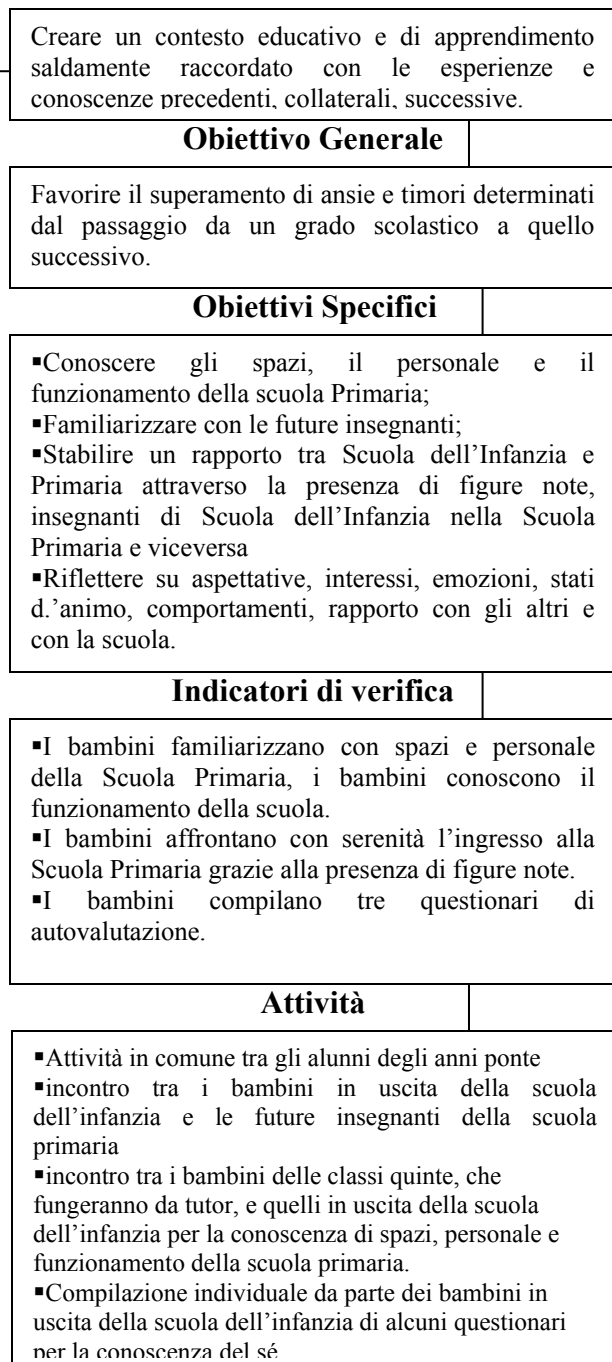 Creare un contesto educativo e di apprendimento
saldamente raccordato con le esperienze e
conoscenze precedenti, collaterali, successive.
Obiettivo Generale
Favorire il superamento di ansie e timori determinati
dal passaggio da un grado scolastico a quello
successivo.
Obiettivi Specifici
▪Conoscere gli spazi, il personale e il
funzionamento della scuola Primaria;
▪Familiarizzare con le future insegnanti;
▪Stabilire un rapporto tra Scuola dell’Infanzia e
Primaria attraverso la presenza di figure note,
insegnanti di Scuola dell’Infanzia nella Scuola
Primaria e viceversa
▪Riflettere su aspettative, interessi, emozioni, stati
d.’animo, comportamenti, rapporto con gli altri e
con la scuola.
Indicatori di verifica
▪I bambini familiarizzano con spazi e personale
della Scuola Primaria, i bambini conoscono il
funzionamento della scuola.
▪I bambini affrontano con serenità l’ingresso alla
Scuola Primaria grazie alla presenza di figure note.
▪I bambini compilano tre questionari di
autovalutazione.
Attività
▪Attività in comune tra gli alunni degli anni ponte
▪incontro tra i bambini in uscita della scuola
dell’infanzia e le future insegnanti della scuola
primaria
▪incontro tra i bambini delle classi quinte, che
fungeranno da tutor, e quelli in uscita della scuola
dell’infanzia per la conoscenza di spazi, personale e
funzionamento della scuola primaria.
▪Compilazione individuale da parte dei bambini in
uscita della scuola dell’infanzia di alcuni questionari
per la conoscenza del sé